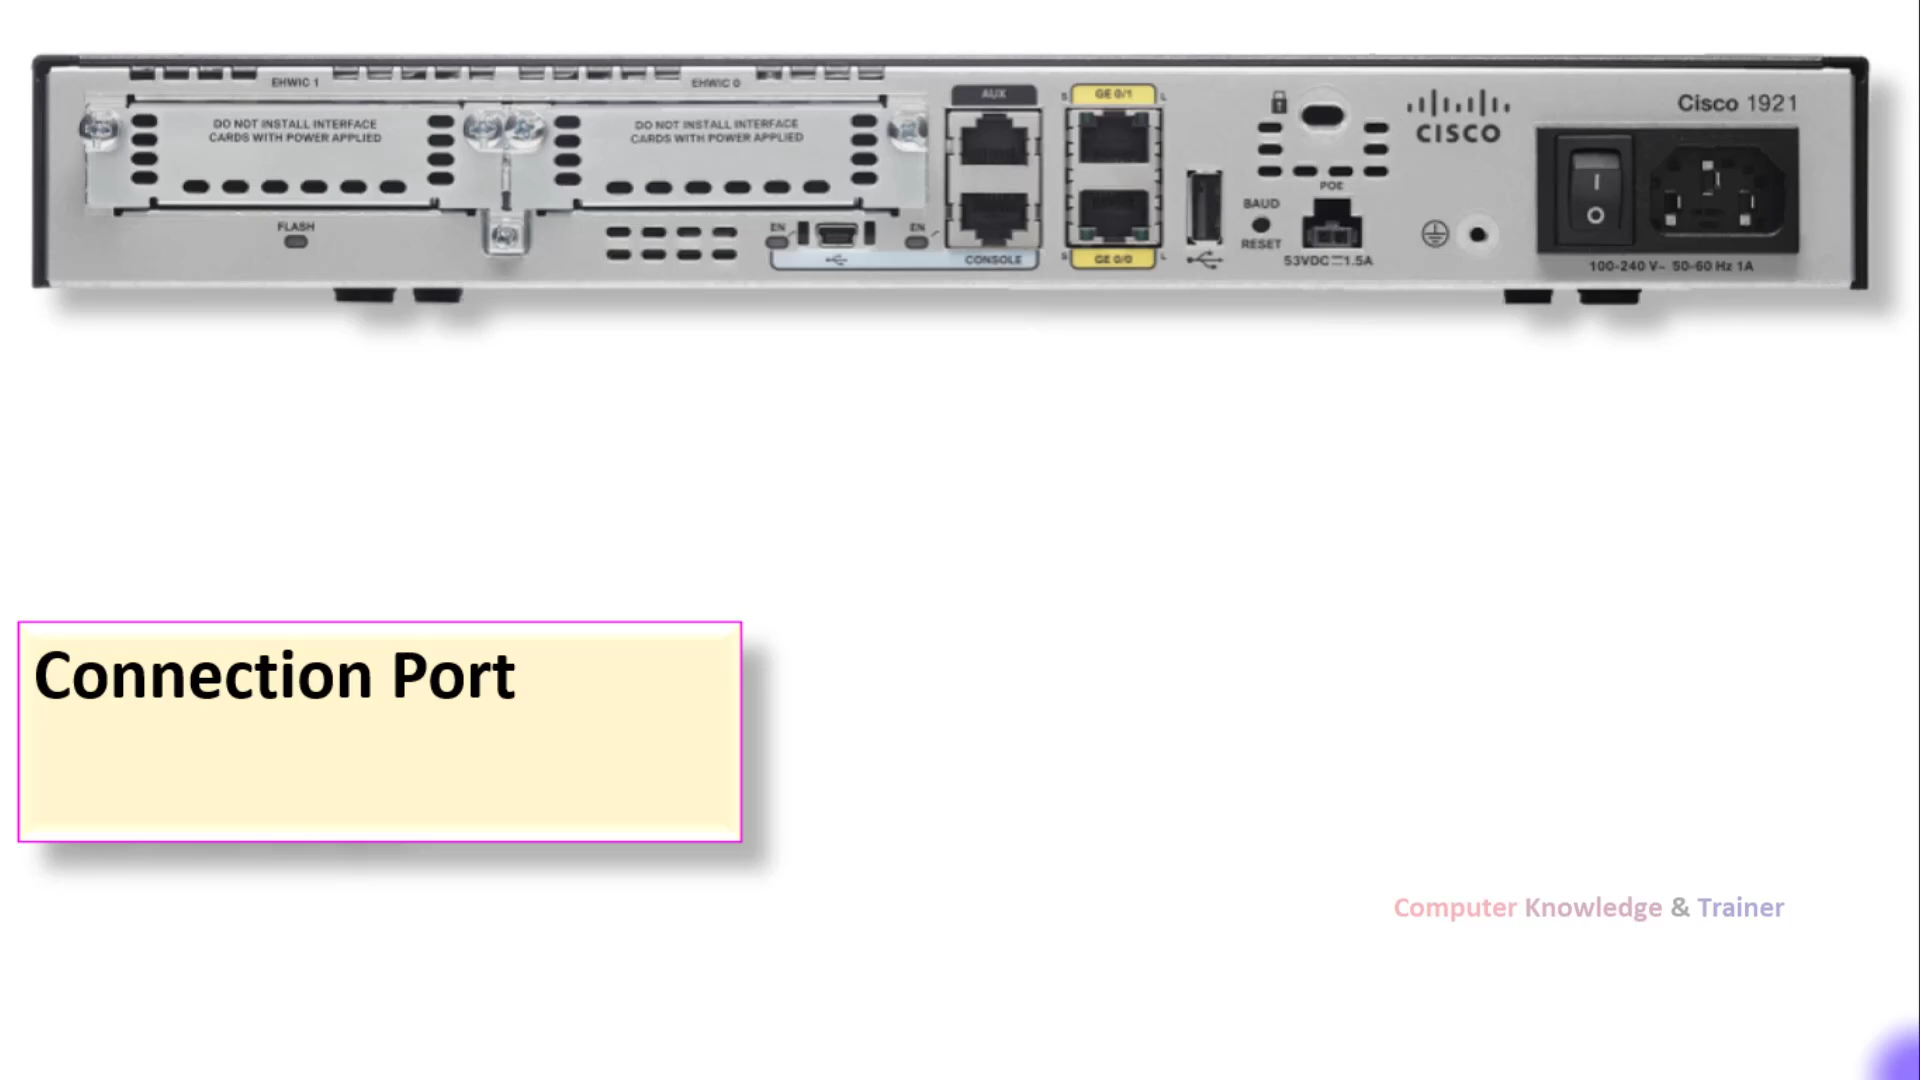 EHWIC 1
EHWIC 0
DO NOT INSTALL INTERFACE
CARDS WITH POWER APPLIED
DO NOT INSTALL INTERFACE
CARDS WITH POWER APPLIED
FLASH
EN
EN
AUX
CONSOLE
S GE 0/1 L
S GE 0/0 L
BAUD
RESET
POE
53VDC⎓1.5A
CISCO
Cisco 1921
I
O
100-240 V~ 50-60 Hz 1A
Connection Port
Computer Knowledge & Trainer